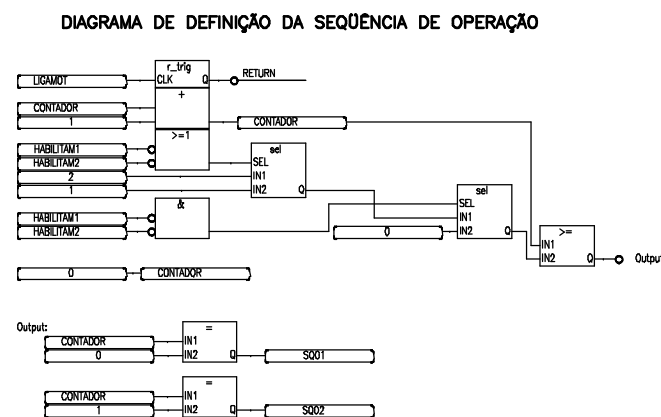 DIAGRAMA DE DEFINIÇÃO DA SEQÜÊNCIA DE OPERAÇÃO
r_trig
LIGAMOT CLK Q RETURN
+
CONTADOR
1 CONTADOR
>=1
HABILITAM1 sel
HABILITAM2 SEL
2 IN1
1 IN2 Q
sel
& SEL
HABILITAM1 IN1
HABILITAM2 0 IN2 Q
>=
IN1
IN2 Q Outpu
0 CONTADOR
Output:
=
CONTADOR IN1
0 IN2 Q SQ01
=
CONTADOR IN1
1 IN2 Q SQ02